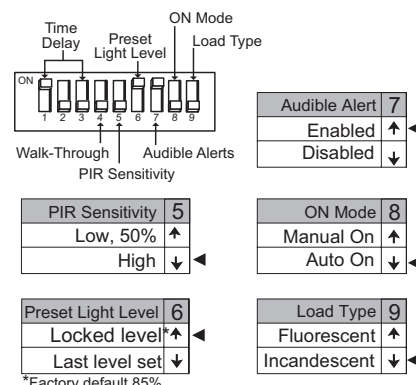 ON Mode
Time
Delay
Preset
Light Level
Load Type
ON
1 2 3 4 5 6 7 8 9
Walk-Through
Audible Alerts
PIR Sensitivity
Audible Alert 7
Enabled ↑
Disabled ↓
PIR Sensitivity 5
Low, 50% ↑
High ↓
ON Mode 8
Manual On ↑
Auto On ↓
Preset Light Level 6
Locked level* ↑
Last level set ↓
*Factory default 85%
Load Type 9
Fluorescent ↑
Incandescent ↓